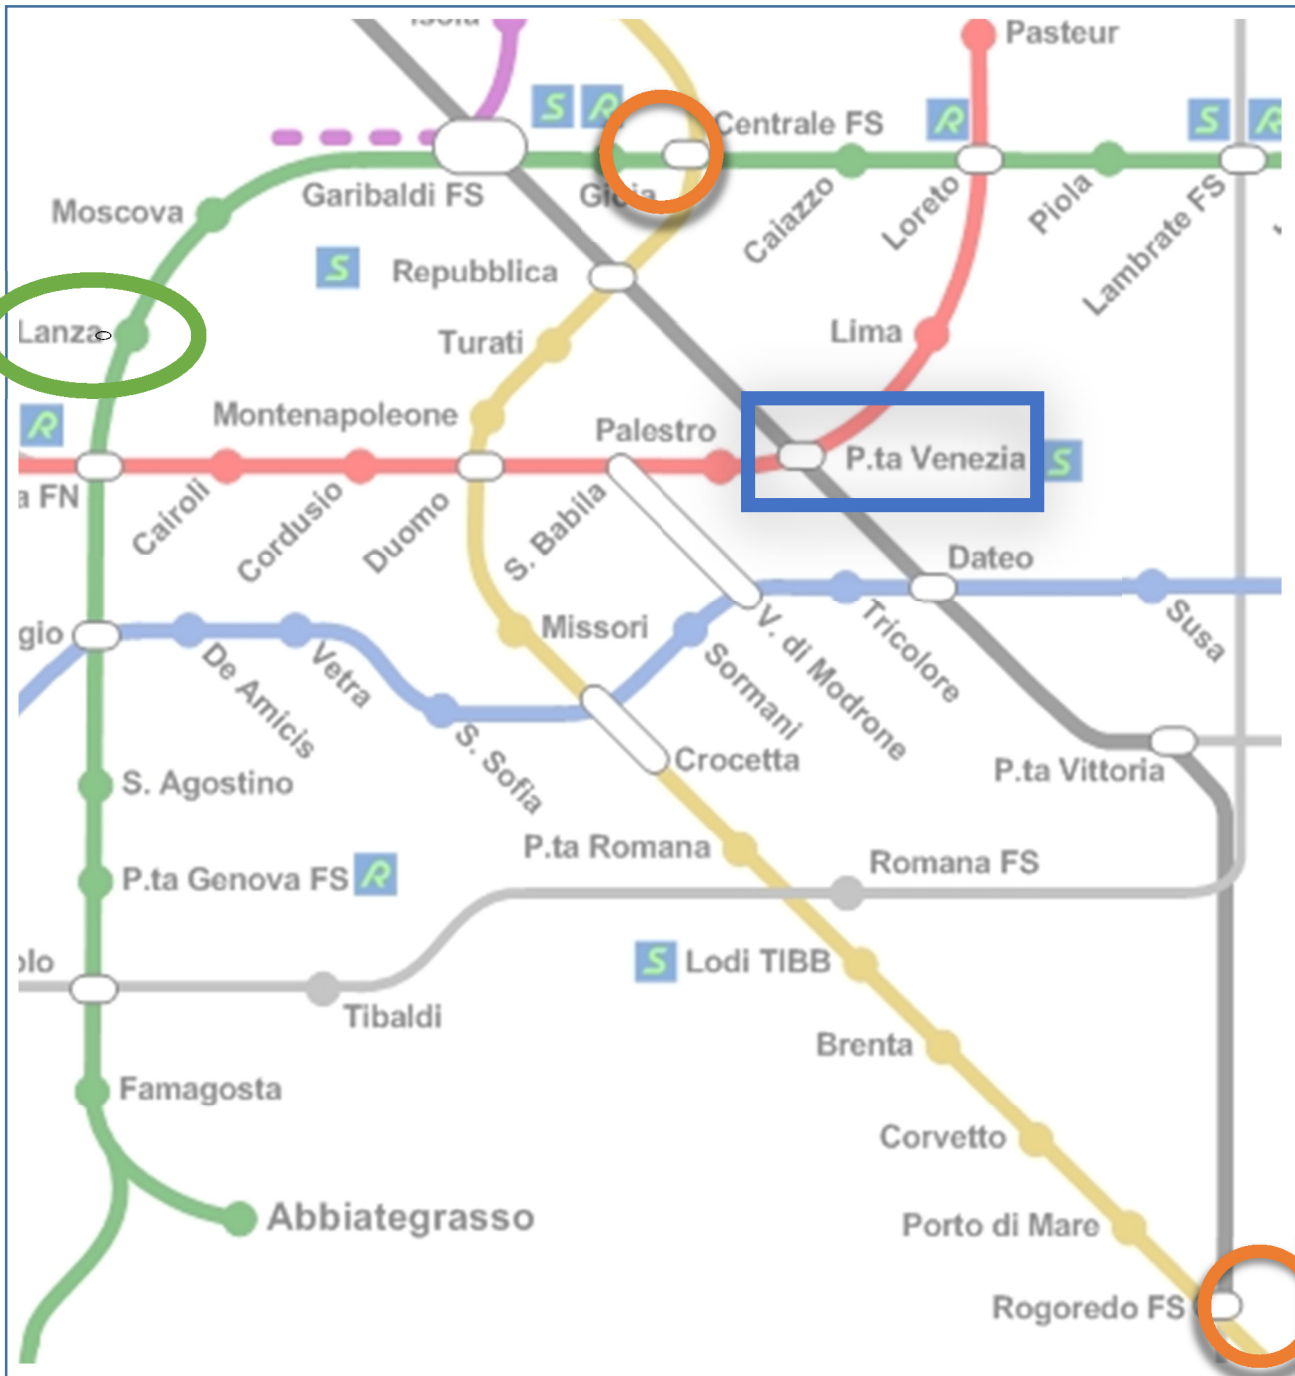 Pasteur
S
R
Centrale FS
R
S
R
Garibaldi FS
Gioia
Caiazzo
Loreto
Piola
Lambrate FS
Moscova
S
Repubblica
Lanza
Turati
Lima
R
Montenapoleone
Palestro
P.ta Venezia
S
a FN
Cairoli
Cordusio
Duomo
S. Babila
Dateo
gio
De Amicis
Vetra
Missori
Sormani
V. di Modrone
Tricolore
Susa
S. Sofia
Crocetta
P.ta Vittoria
S. Agostino
P.ta Romana
Romana FS
P.ta Genova FS
R
olo
S
Lodi TIBB
Tibaldi
Brenta
Famagosta
Corvetto
Abbiategrasso
Porto di Mare
Rogoredo FS